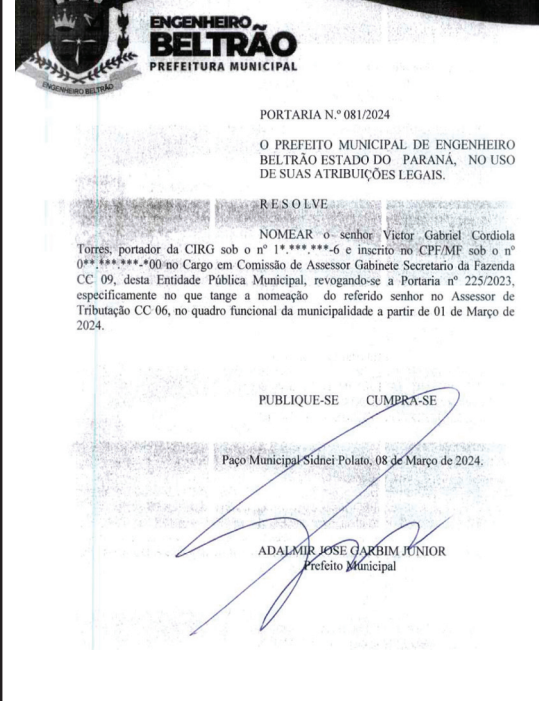 ENGENHEIRO
BELTRÃO
PREFEITURA MUNICIPAL
ENGENHEIRO BELTRÃO
PORTARIA N.º 081/2024
O PREFEITO MUNICIPAL DE ENGENHEIRO
BELTRÃO ESTADO DO PARANÁ, NO USO
DE SUAS ATRIBUIÇÕES LEGAIS.
R E S O L V E
NOMEAR o senhor Victor Gabriel Cordiola
Torres, portador da CIRG sob o nº 1*.***.***-6 e inscrito no CPF/MF sob o nº
0**.***.***-*00 no Cargo em Comissão de Assessor Gabinete Secretario da Fazenda
CC 09, desta Entidade Pública Municipal, revogando-se a Portaria nº 225/2023,
especificamente no que tange a nomeação do referido senhor no Assessor de
Tributação CC 06, no quadro funcional da municipalidade a partir de 01 de Março de
2024.
PUBLIQUE-SE CUMPRA-SE
Paço Municipal Sidnei Polato, 08 de Março de 2024.
ADALMIR JOSE GARBIM JUNIOR
Prefeito Municipal